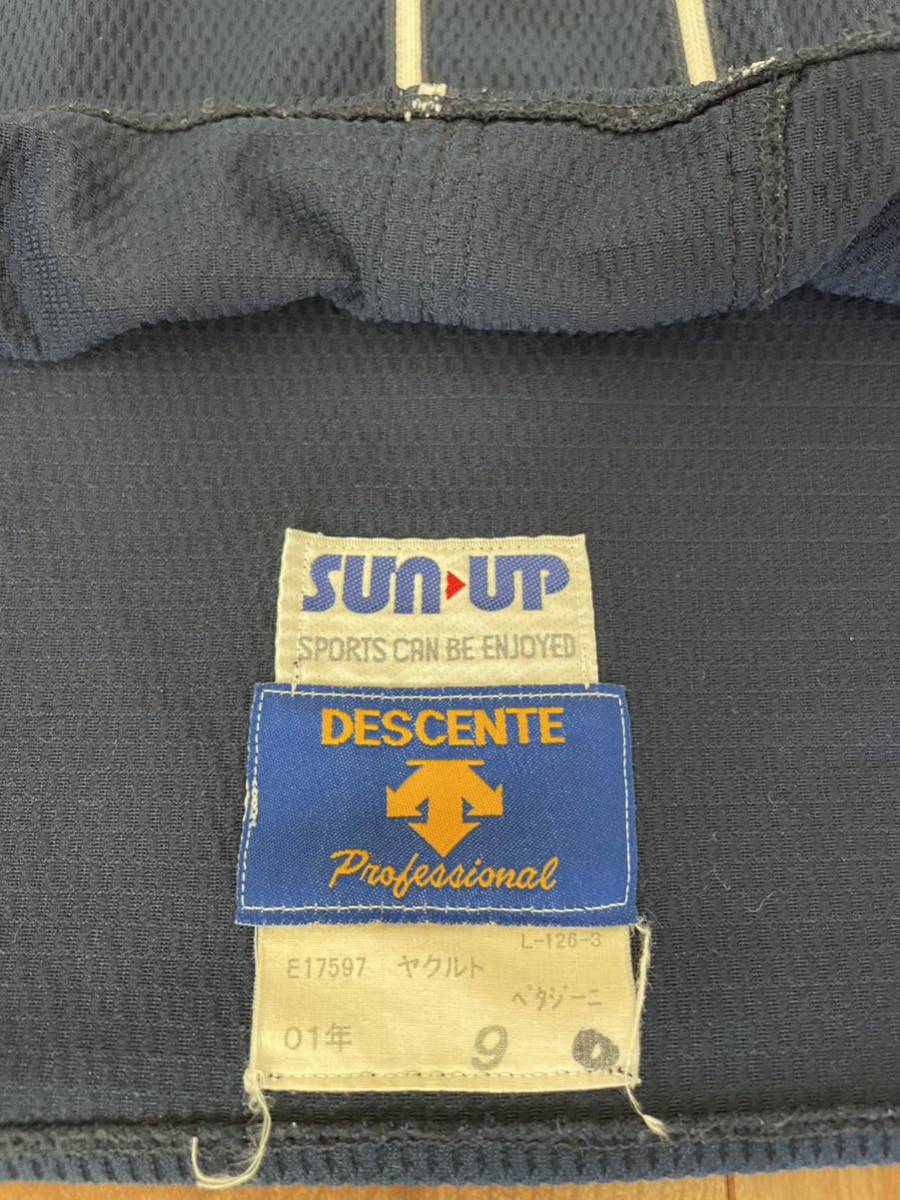 SUN UP
SPORTS CAN BE ENJOYED
DESCENTE
Professional
L-126-3
E17597 ヤクルト
ペタジーニ
01年 9